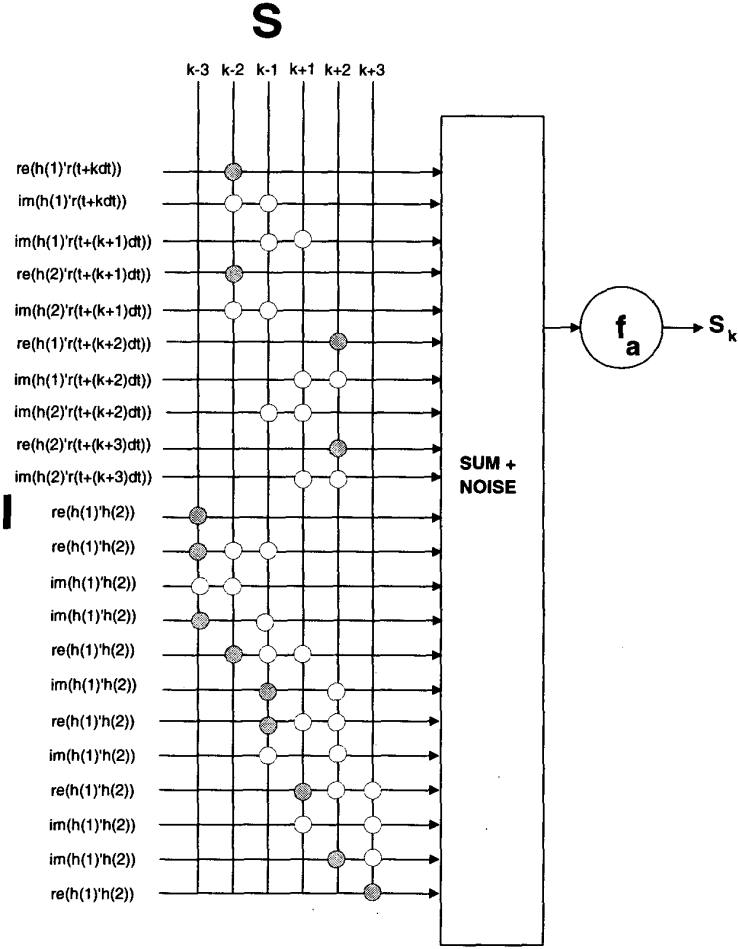 S
k-3 k-2 k-1 k+1 k+2 k+3
re(h(1)'r(t+kdt))
im(h(1)'r(t+kdt))
im(h(1)'r(t+(k+1)dt))
re(h(2)'r(t+(k+1)dt))
im(h(2)'r(t+(k+1)dt))
re(h(1)'r(t+(k+2)dt))
im(h(1)'r(t+(k+2)dt))
im(h(2)'r(t+(k+2)dt))
re(h(2)'r(t+(k+3)dt))
im(h(2)'r(t+(k+3)dt))
I
re(h(1)'h(2))
re(h(1)'h(2))
im(h(1)'h(2))
im(h(1)'h(2))
re(h(1)'h(2))
im(h(1)'h(2))
re(h(1)'h(2))
im(h(1)'h(2))
re(h(1)'h(2))
im(h(1)'h(2))
im(h(1)'h(2))
re(h(1)'h(2))
SUM +
NOISE
fa
Sk